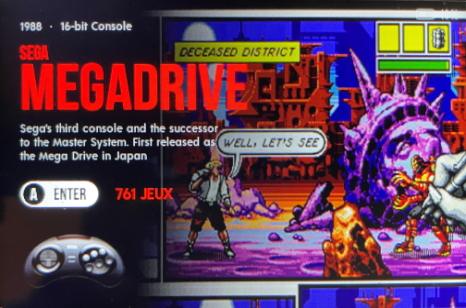 1988 · 16-bit Console
SEGA
MEGADRIVE
Sega's third console and the successor
to the Master System. First released as
the Mega Drive in Japan
A ENTER
761 JEUX
DECEASED DISTRICT
WELL, LET'S SEE